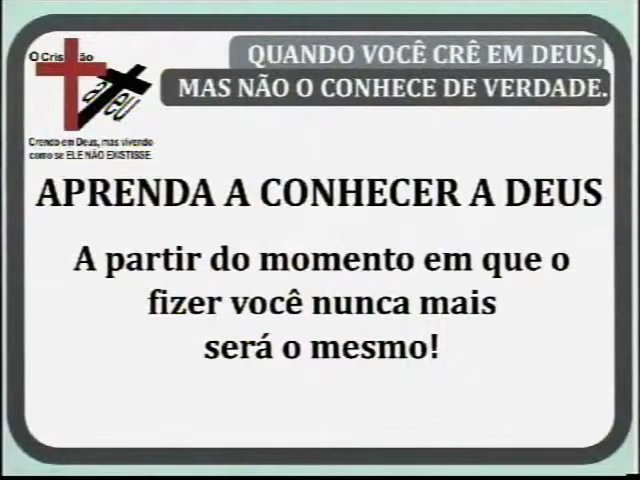 O Cristão
ateu
Crendo em Deus, mas vivendo
como se ELE NÃO EXISTISSE.
QUANDO VOCÊ CRÊ EM DEUS,
MAS NÃO O CONHECE DE VERDADE.
APRENDA A CONHECER A DEUS
A partir do momento em que o
fizer você nunca mais
será o mesmo!